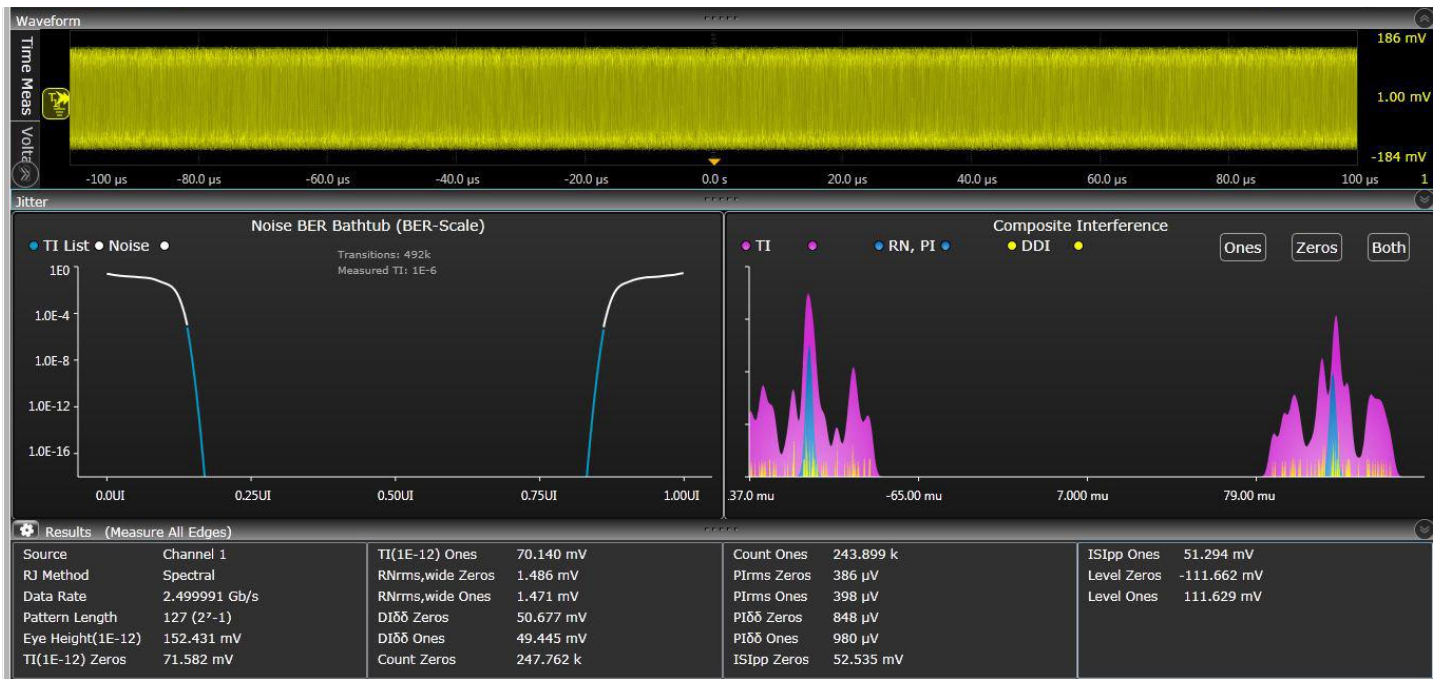 Waveform
Time Meas
Volta
186 mV
1.00 mV
-184 mV
-100 µs -80.0 µs -60.0 µs -40.0 µs -20.0 µs 0.0 s 20.0 µs 40.0 µs 60.0 µs 80.0 µs 100 µs 1
Jitter
Noise BER Bathtub (BER-Scale)
TI List Noise
Transitions: 492k
Measured TI: 1E-6
1E0
1.0E-4
1.0E-8
1.0E-12
1.0E-16
0.0UI 0.25UI 0.50UI 0.75UI 1.00UI
Composite Interference
TI RN, PI DDI
Ones Zeros Both
37.0 mu -65.00 mu 7.000 mu 79.00 mu
Results (Measure All Edges)
Source Channel 1
RJ Method Spectral
Data Rate 2.499991 Gb/s
Pattern Length 127 (2⁷-1)
Eye Height(1E-12) 152.431 mV
TI(1E-12) Zeros 71.582 mV
TI(1E-12) Ones 70.140 mV
RNrms,wide Zeros 1.486 mV
RNrms,wide Ones 1.471 mV
DIδδ Zeros 50.677 mV
DIδδ Ones 49.445 mV
Count Zeros 247.762 k
Count Ones 243.899 k
PIrms Zeros 386 µV
PIrms Ones 398 µV
PIδδ Zeros 848 µV
PIδδ Ones 980 µV
ISIpp Zeros 52.535 mV
ISIpp Ones 51.294 mV
Level Zeros -111.662 mV
Level Ones 111.629 mV